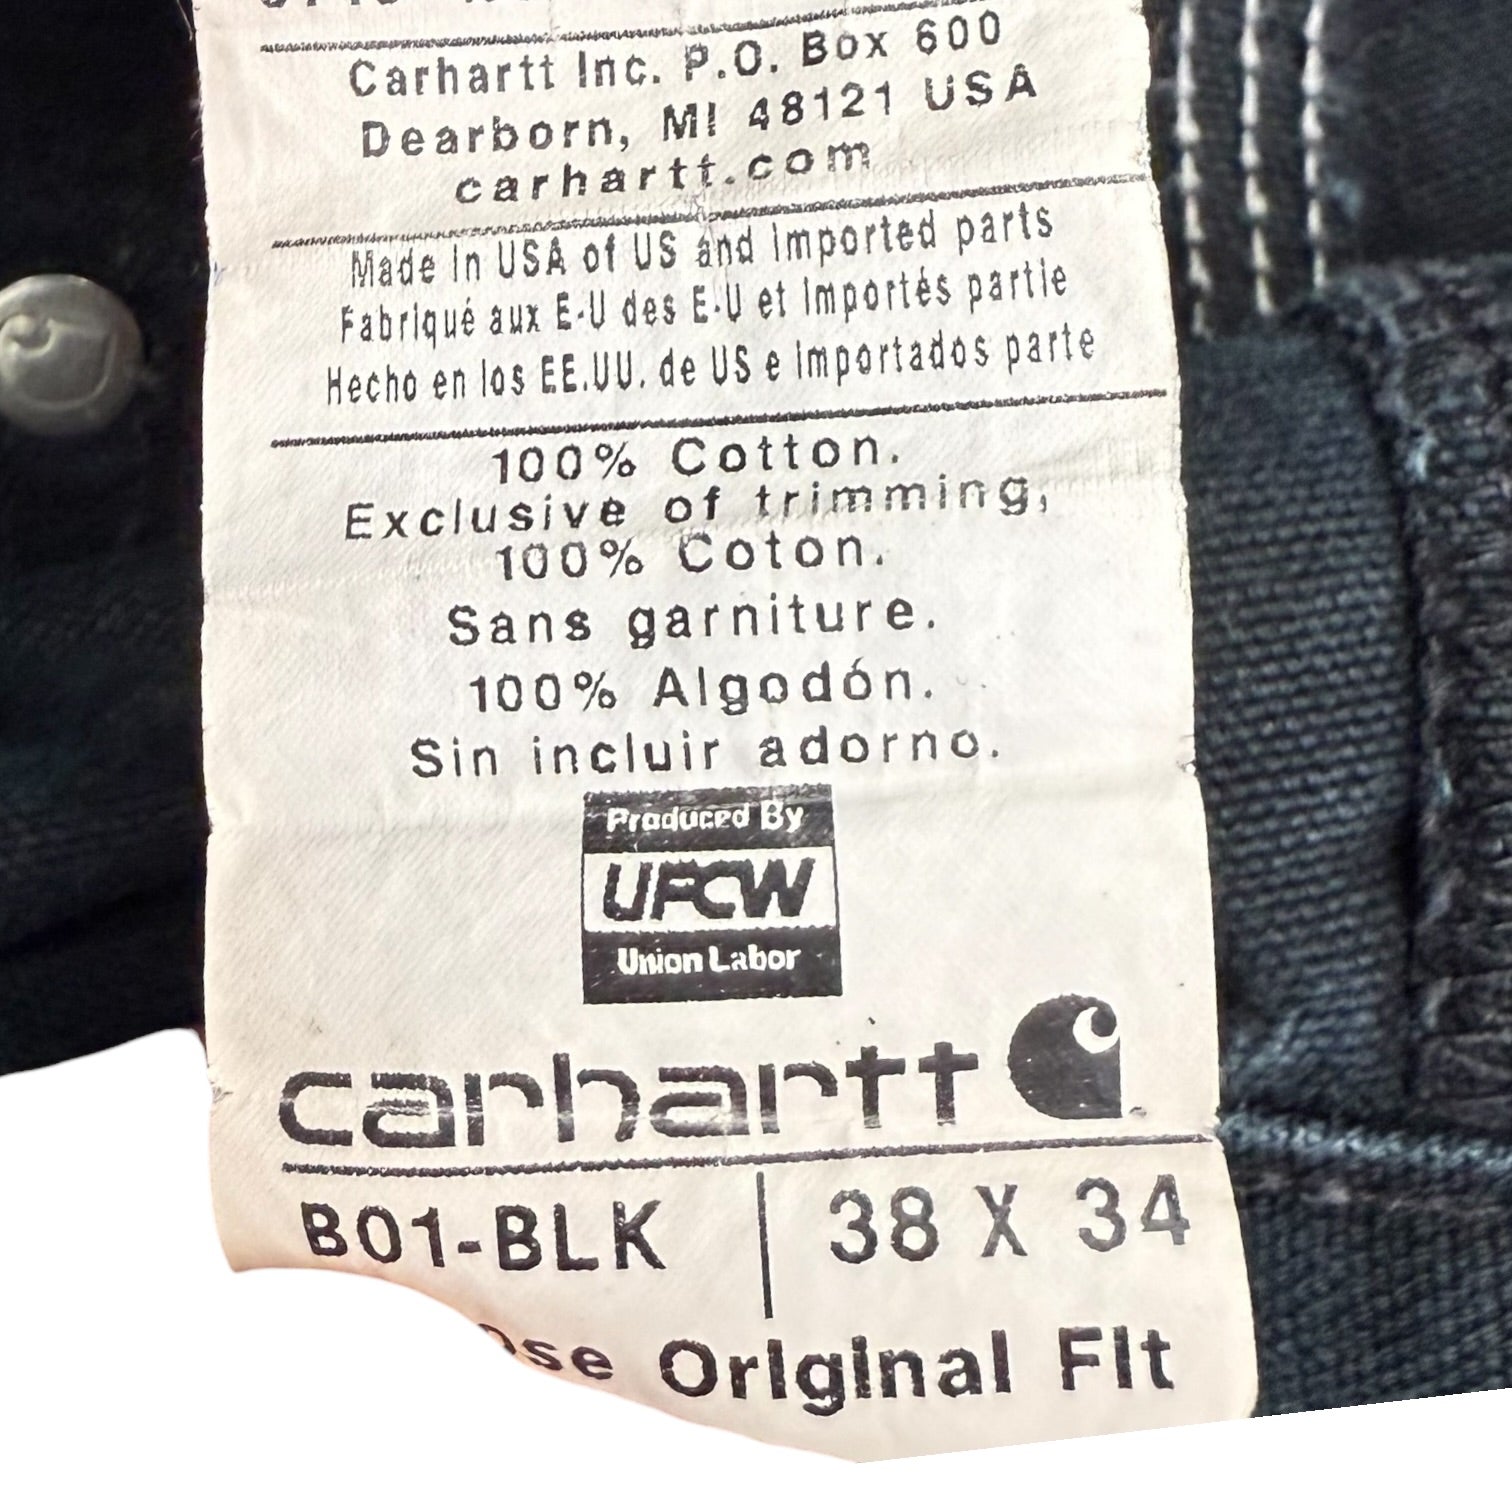 Carhartt Inc. P.O. Box 600
Dearborn, MI 48121 USA
carhartt.com
Made in USA of US and imported parts
Fabriqué aux E-U des E-U et importés partie
Hecho en los EE.UU. de US e importados parte
100% Cotton.
Exclusive of trimming,
100% Coton.
Sans garniture.
100% Algodón.
Sin incluir adorno.
Produced By
UFCW
Union Labor
carhartt
B01-BLK | 38 X 34
Original Fit